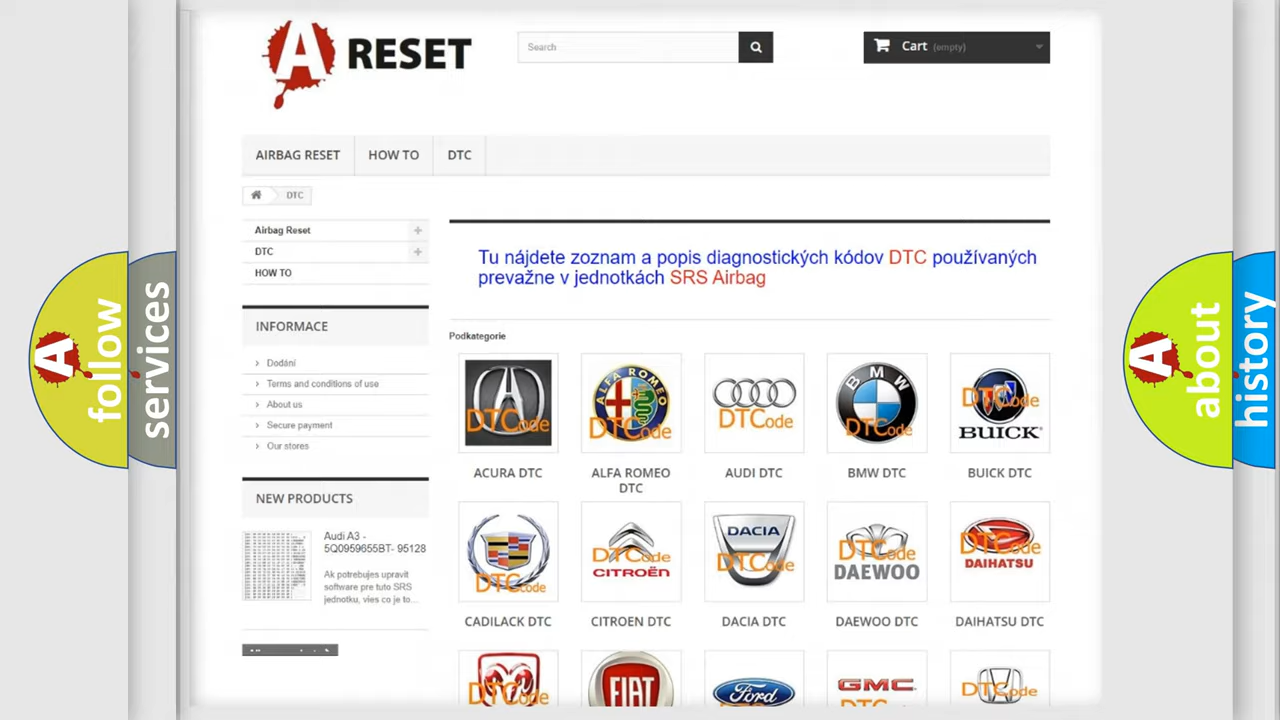 A RESET
Search
Cart (empty)
AIRBAG RESET
HOW TO
DTC
DTC
Airbag Reset
DTC
HOW TO
INFORMACE
Dodání
Terms and conditions of use
About us
Secure payment
Our stores
NEW PRODUCTS
Audi A3 -
5Q0959655BT- 95128
Ak potrebujes upravit
software pre tuto SRS
jednotku, vies co je to...
Tu nájdete zoznam a popis diagnostických kódov DTC používaných
prevažne v jednotkách SRS Airbag
Podkategorie
DTCode
ALFA ROMEO
DTCode
DTCode
BMW
DTCode
DTCode
BUICK
ACURA DTC
ALFA ROMEO
DTC
AUDI DTC
BMW DTC
BUICK DTC
DTCode
DTCode
CITROËN
DACIA
DTCode
DTCode
DAEWOO
DTCode
DAIHATSU
CADILACK DTC
CITROEN DTC
DACIA DTC
DAEWOO DTC
DAIHATSU DTC
DTCode
FIAT
Ford
GMC
DTCode
A follow
services
A about
history